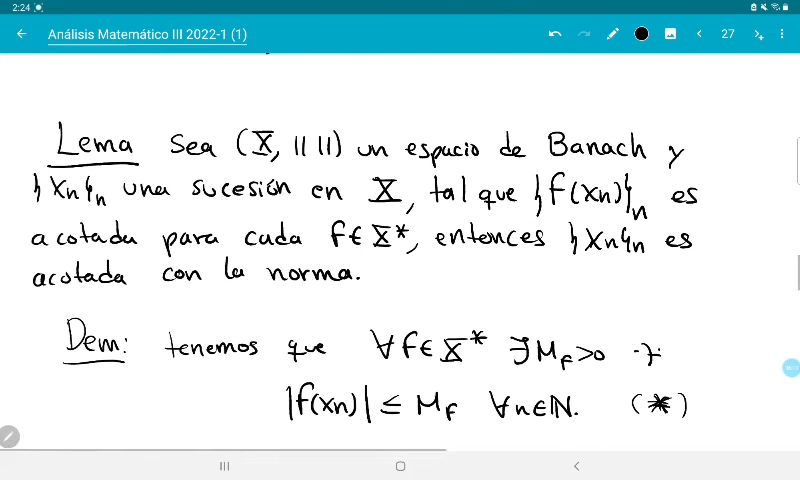 2:24
Análisis Matemático III 2022-1 (1)
27
Lema Sea (X, || ||) un espacio de Banach y
{Xn}n una sucesión en X, tal que {f(xn)}n es
acotada para cada f∈X*, entonces {Xn}n es
acotada con la norma.
Dem: tenemos que ∀f∈X* ∃Mf>0 ·)·
|f(xn)| ≤ Mf ∀n∈ℕ. (*)